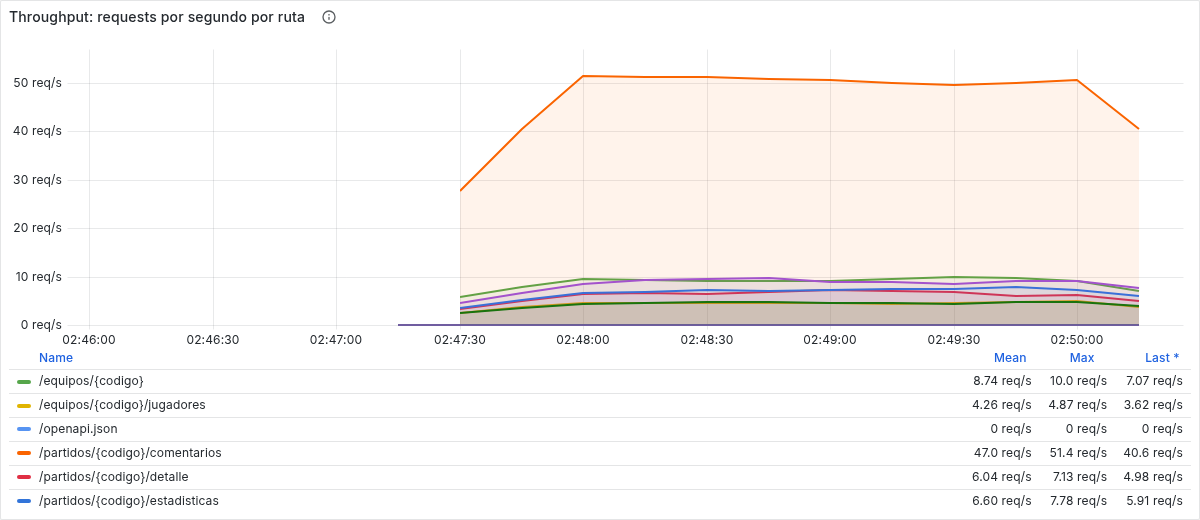 Throughput: requests por segundo por ruta
50 req/s
40 req/s
30 req/s
20 req/s
10 req/s
0 req/s
02:46:00 02:46:30 02:47:00 02:47:30 02:48:00 02:48:30 02:49:00 02:49:30 02:50:00
Name Mean Max Last *
/equipos/{codigo} 8.74 req/s 10.0 req/s 7.07 req/s
/equipos/{codigo}/jugadores 4.26 req/s 4.87 req/s 3.62 req/s
/openapi.json 0 req/s 0 req/s 0 req/s
/partidos/{codigo}/comentarios 47.0 req/s 51.4 req/s 40.6 req/s
/partidos/{codigo}/detalle 6.04 req/s 7.13 req/s 4.98 req/s
/partidos/{codigo}/estadisticas 6.60 req/s 7.78 req/s 5.91 req/s